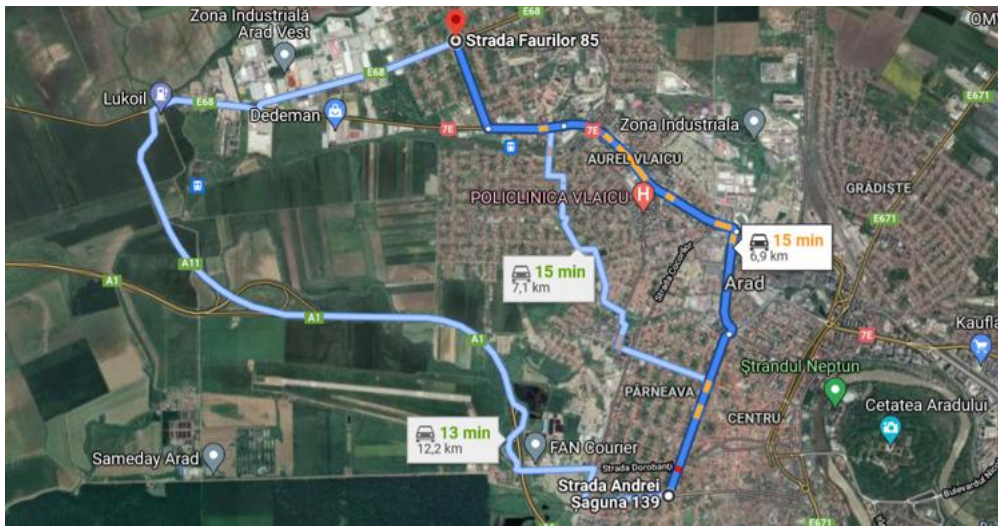 Zona Industrială
Arad Vest
E68
OM
Strada Faurilor 85
E68
Lukoil
E68
Dedeman
7E
7E
Zona Industriala
E671
AUREL VLAICU
POLICLINICA VLAICU
H
GRĂDIȘTE
E671
15 min
6,9 km
15 min
7,1 km
Strada Cocorilor
Arad
A11
A1
A1
A1
7E
Kaufla
Ștrandul Neptun
PÂRNEAVA
CENTRU
Cetatea Aradului
13 min
12,2 km
FAN Courier
Sameday Arad
Strada Dorobanți
Strada Andrei
Șaguna 139
E671